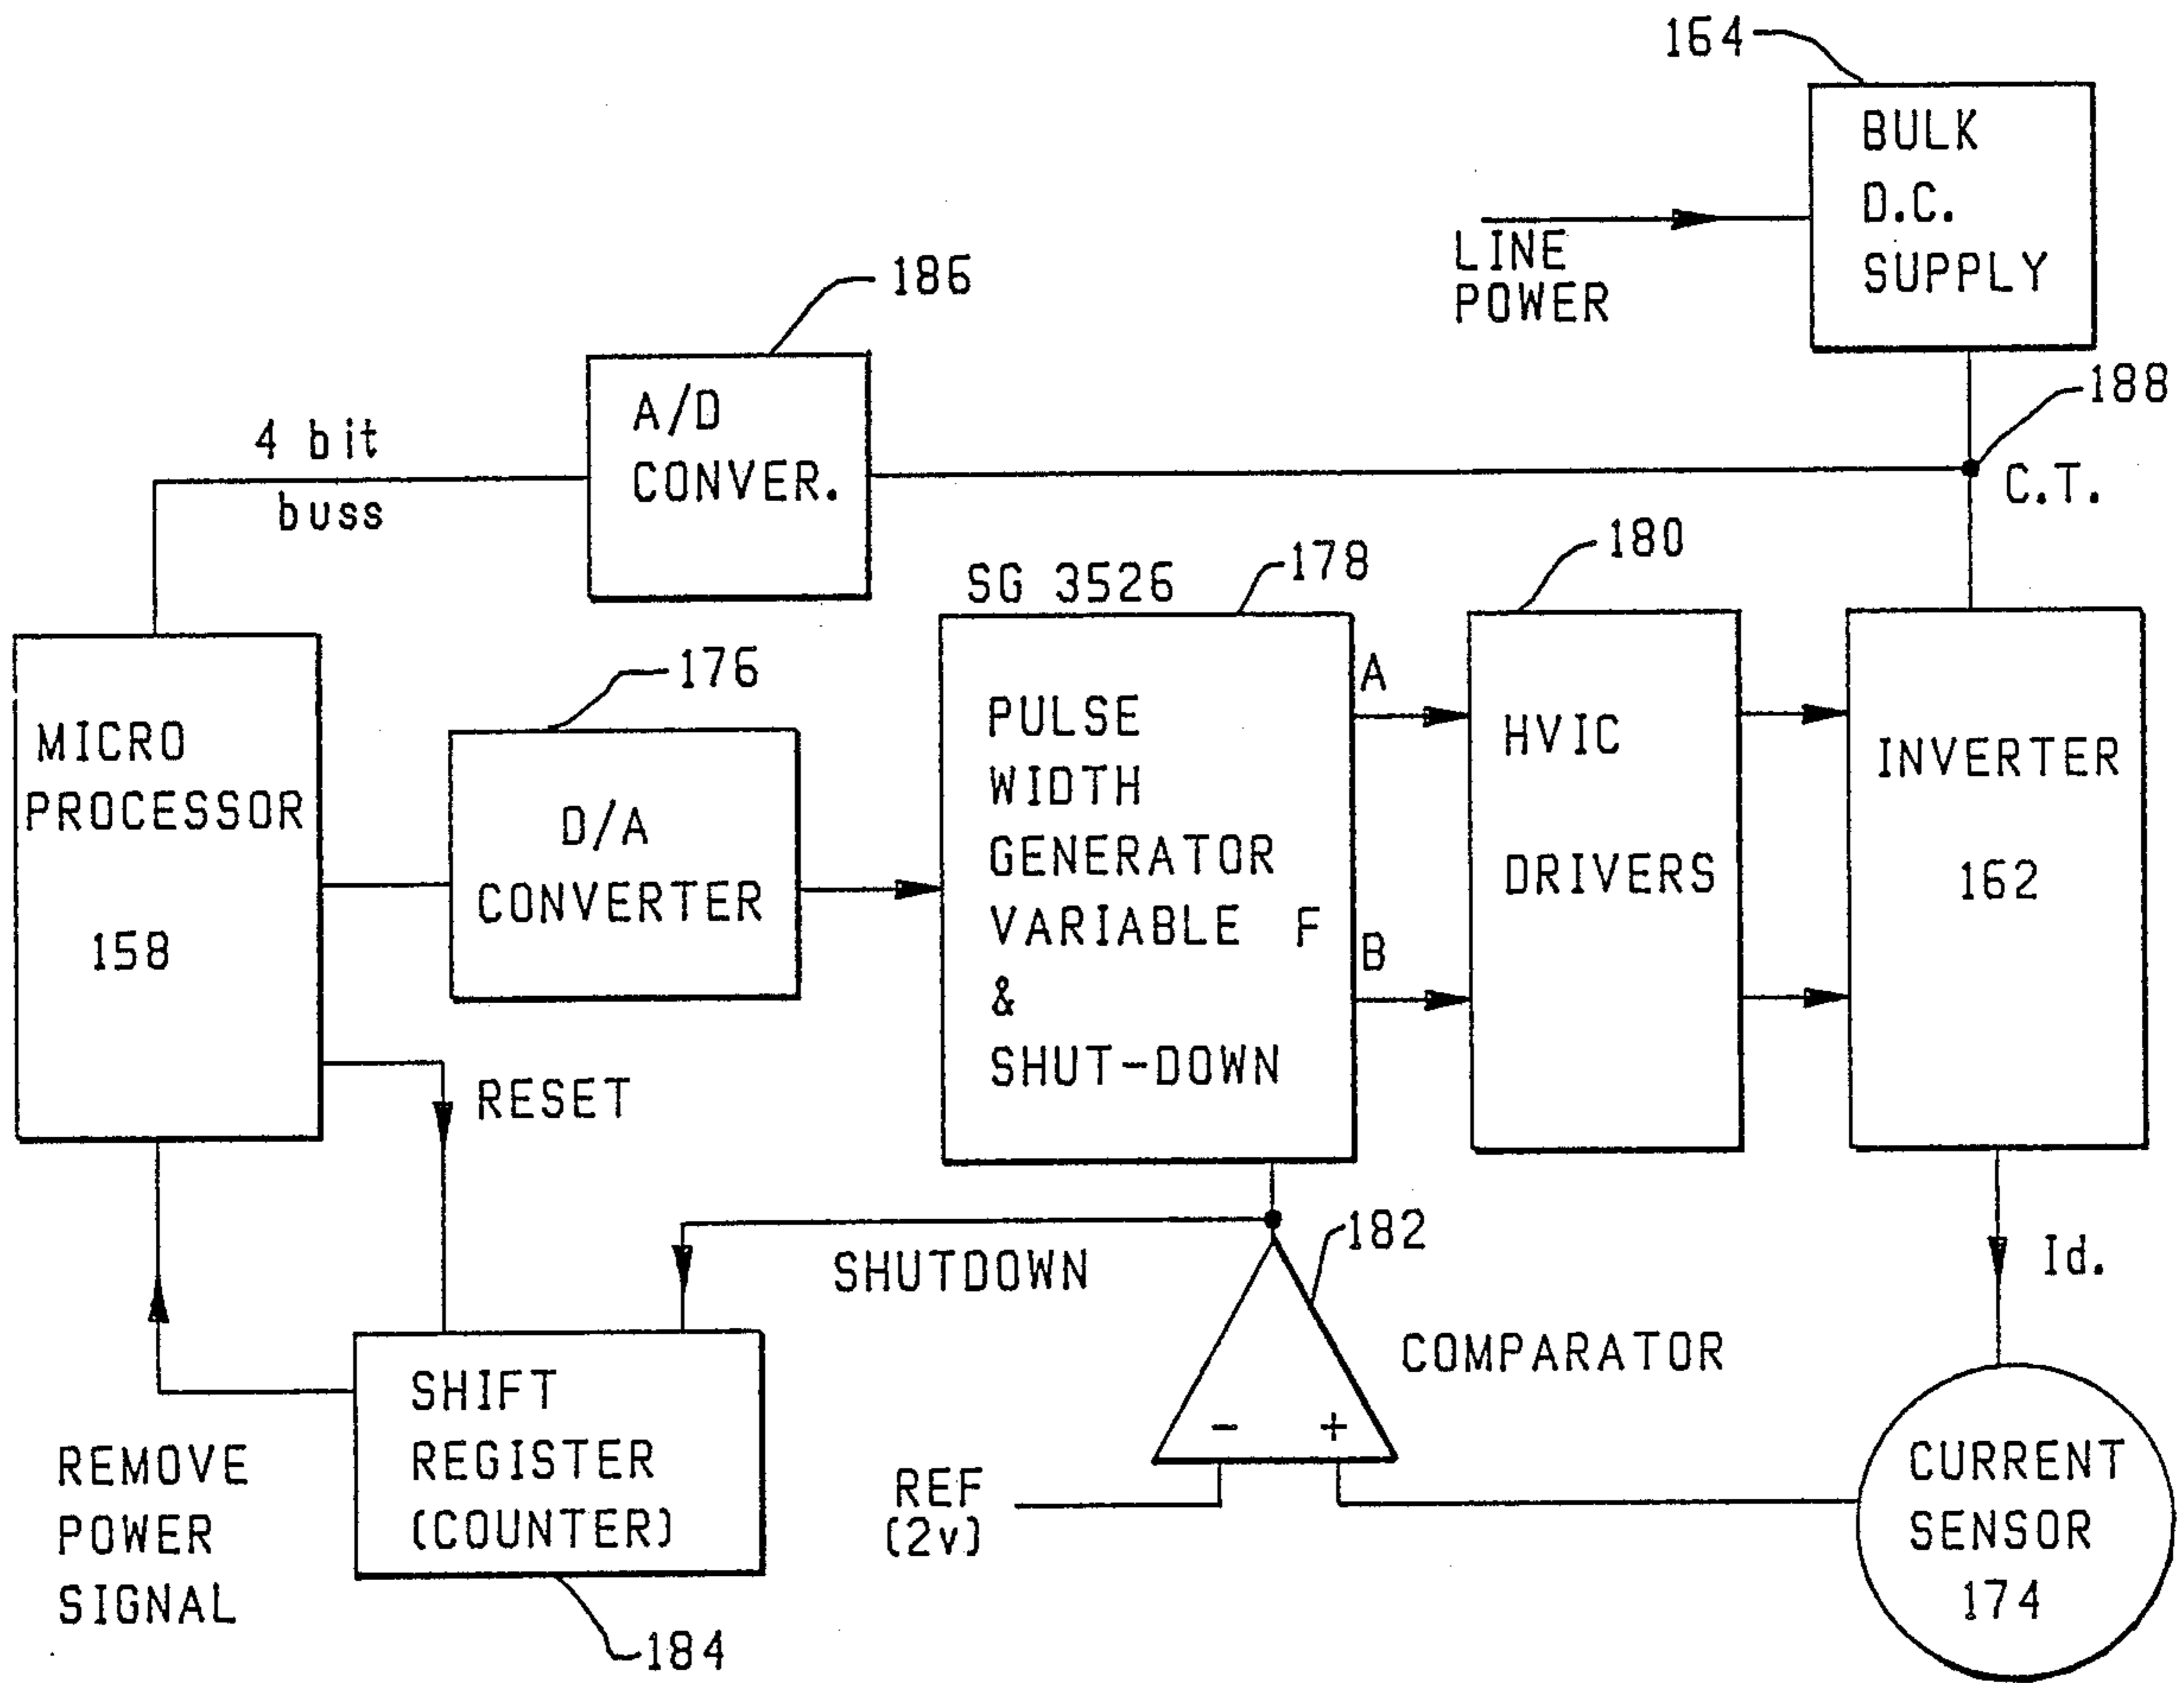 164
BULK
D.C.
SUPPLY
LINE
POWER
186
A/D
CONVER.
188
C.T.
4 bit
buss
SG 3526
178
180
176
MICRO
PROCESSOR
158
D/A
CONVERTER
PULSE
WIDTH
GENERATOR
VARIABLE F
&
SHUT-DOWN
A
B
HVIC
DRIVERS
INVERTER
162
RESET
SHUTDOWN
182
Id.
COMPARATOR
- +
REF
(2v)
CURRENT
SENSOR
174
SHIFT
REGISTER
(COUNTER)
REMOVE
POWER
SIGNAL
184